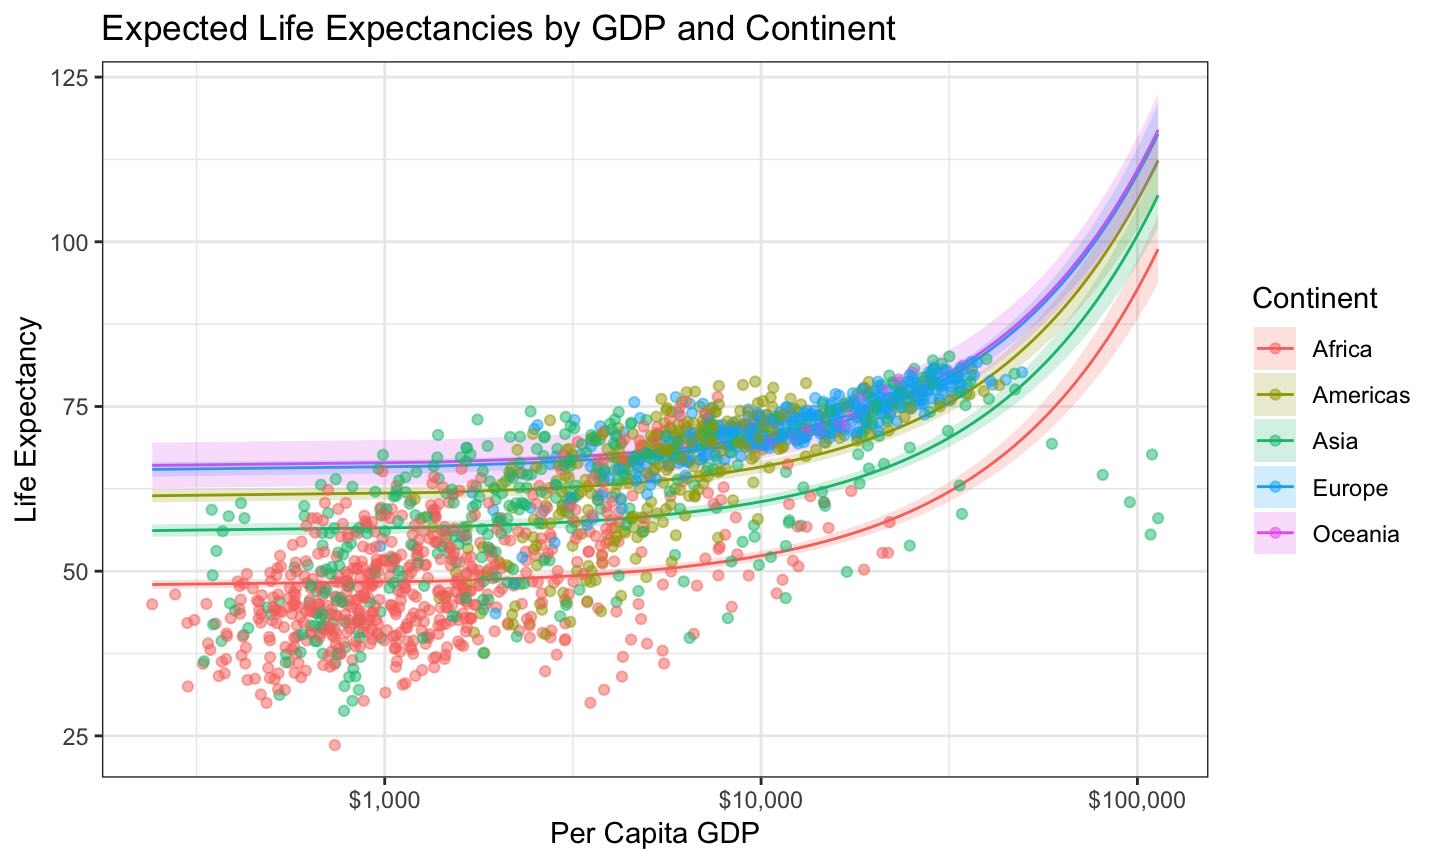 Expected Life Expectancies by GDP and Continent
125
100
75
50
25
Life Expectancy
$1,000
$10,000
$100,000
Per Capita GDP
Continent
Africa
Americas
Asia
Europe
Oceania